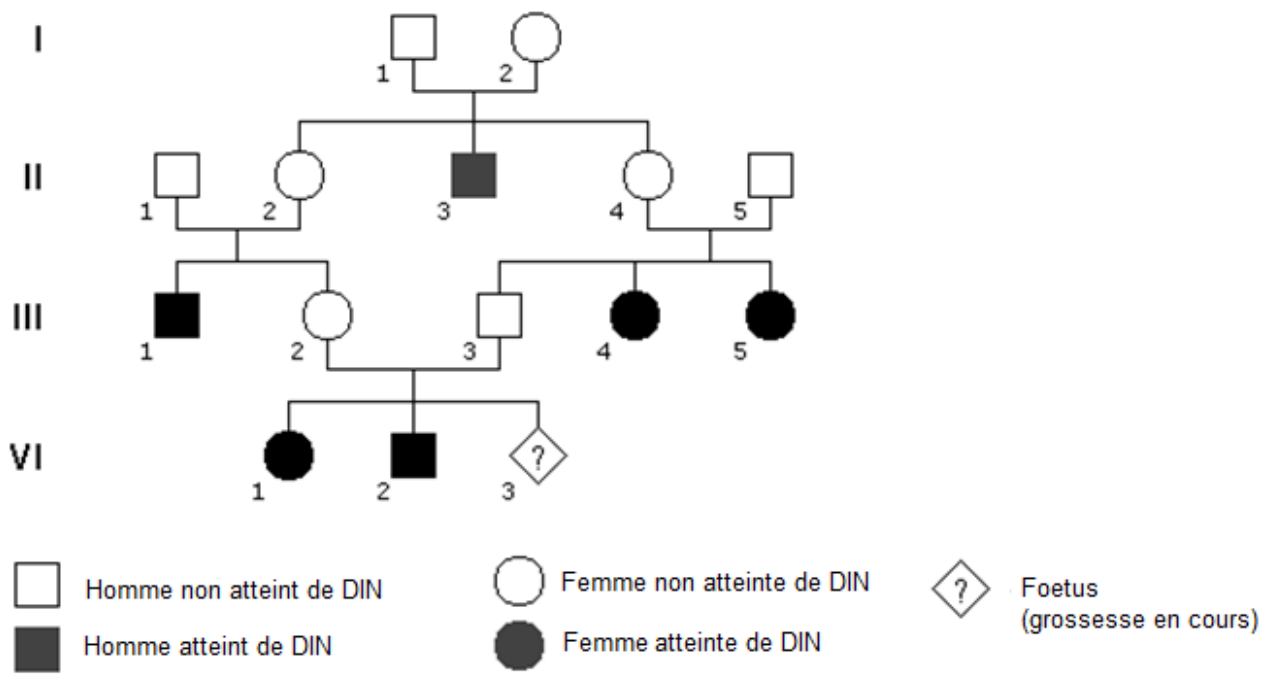 I
1 2
II
1 2 3 4 5
III
1 2 3 4 5
VI
? 
1 2 3
Homme non atteint de DIN
Femme non atteinte de DIN
?
Foetus
(grossesse en cours)
Homme atteint de DIN
Femme atteinte de DIN